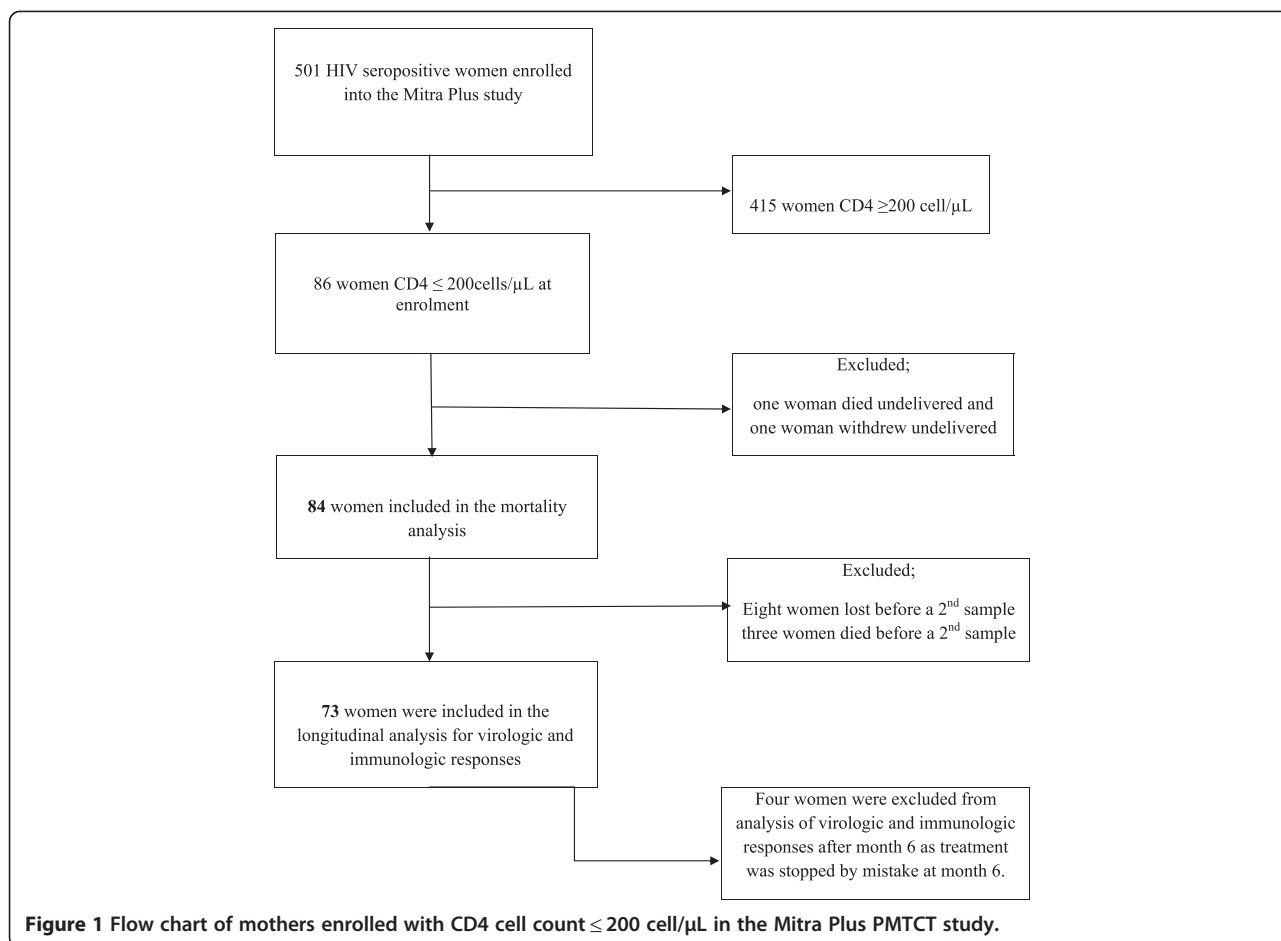 501 HIV seropositive women enrolled
into the Mitra Plus study
415 women CD4 ≥200 cell/µL
86 women CD4 ≤ 200cells/µL at
enrolment
Excluded;
one woman died undelivered and
one woman withdrew undelivered
84 women included in the mortality
analysis
Excluded;
Eight women lost before a 2nd sample
three women died before a 2nd sample
73 women were included in the
longitudinal analysis for virologic and
immunologic responses
Four women were excluded from
analysis of virologic and immunologic
responses after month 6 as treatment
was stopped by mistake at month 6.
Figure 1 Flow chart of mothers enrolled with CD4 cell count ≤ 200 cell/µL in the Mitra Plus PMTCT study.